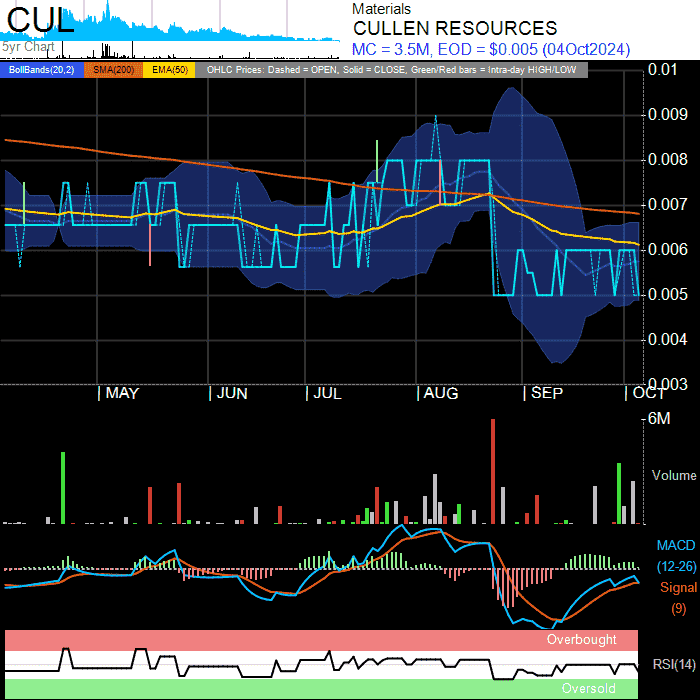 CUL
5yr Chart
Materials
CULLEN RESOURCES
MC = 3.5M, EOD = $0.005 (04Oct2024)
BollBands(20,2) SMA(200) EMA(50) OHLC Prices: Dashed = OPEN, Solid = CLOSE, Green/Red bars = Intra-day HIGH/LOW
0.01
0.009
0.008
0.007
0.006
0.005
0.004
0.003
MAY JUN JUL AUG SEP OCT
6M
Volume
MACD
(12-26)
Signal
(9)
Overbought
RSI(14)
Oversold